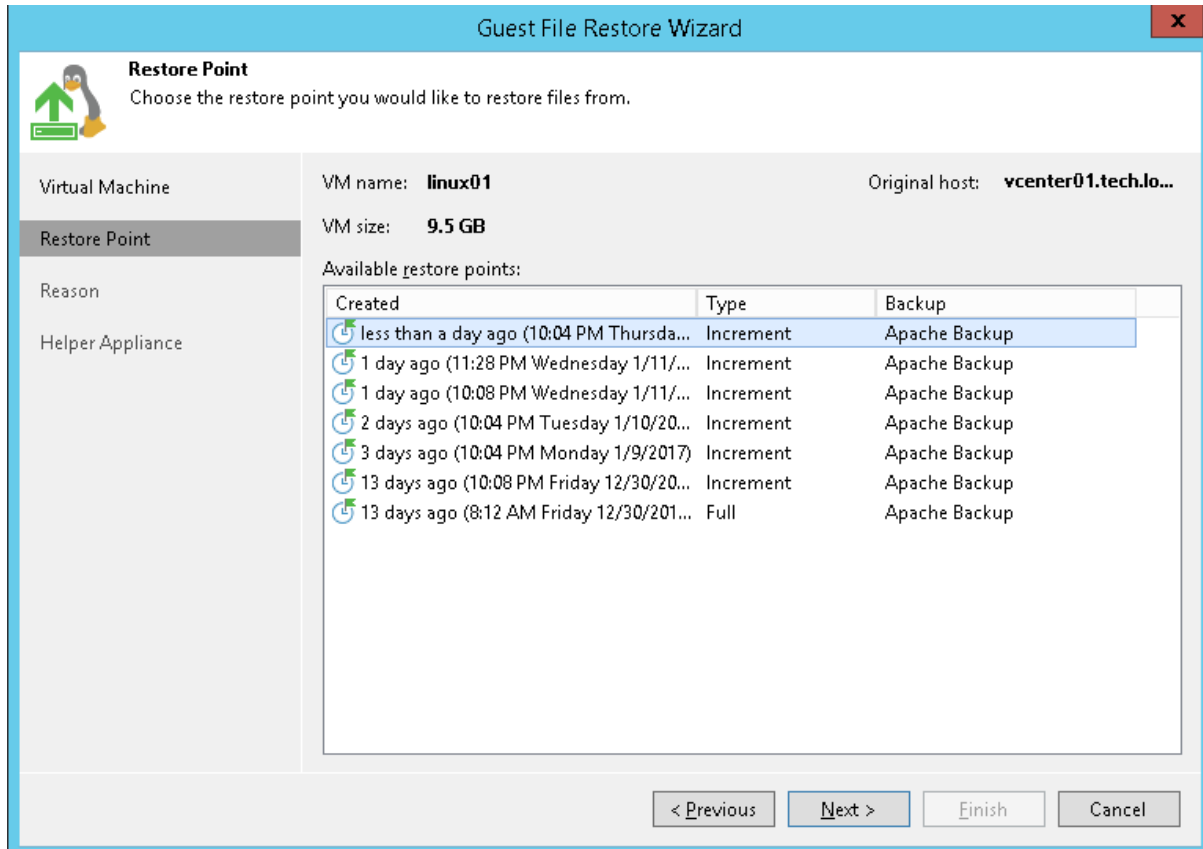 Guest File Restore Wizard
x
Restore Point
Choose the restore point you would like to restore files from.
Virtual Machine
Restore Point
Reason
Helper Appliance
VM name: linux01 Original host: vcenter01.tech.lo...
VM size: 9.5 GB
Available restore points:
Created Type Backup
less than a day ago (10:04 PM Thursda... Increment Apache Backup
1 day ago (11:28 PM Wednesday 1/11/... Increment Apache Backup
1 day ago (10:08 PM Wednesday 1/11/... Increment Apache Backup
2 days ago (10:04 PM Tuesday 1/10/20... Increment Apache Backup
3 days ago (10:04 PM Monday 1/9/2017) Increment Apache Backup
13 days ago (10:08 PM Friday 12/30/20... Increment Apache Backup
13 days ago (8:12 AM Friday 12/30/201... Full Apache Backup
< Previous Next > Finish Cancel